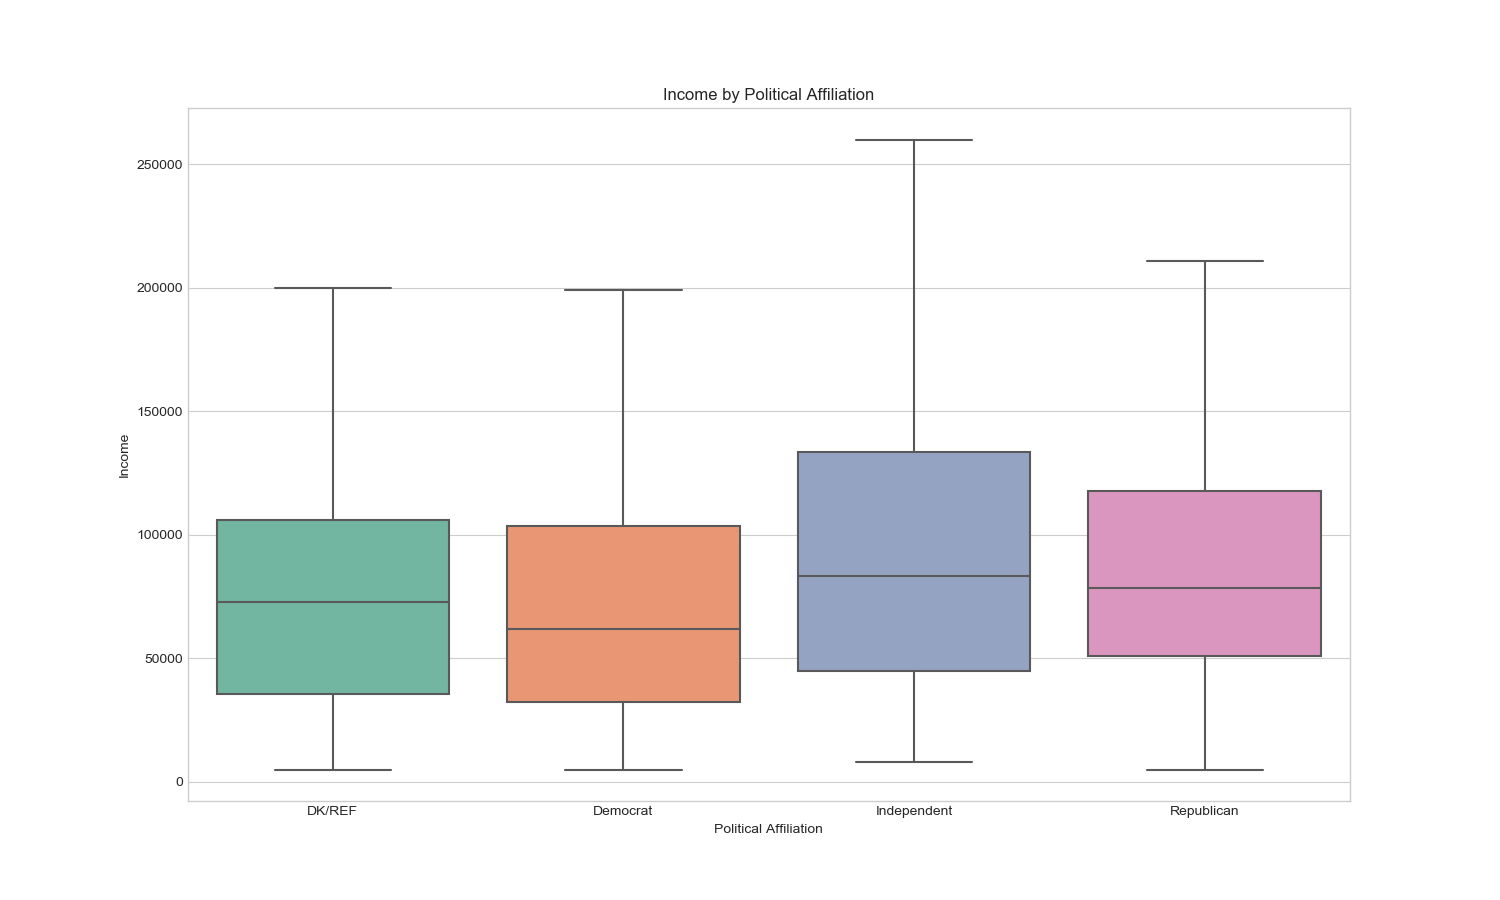 Income by Political Affiliation
250000
200000
150000
100000
50000
0
Income
DK/REF Democrat Independent Republican
Political Affiliation